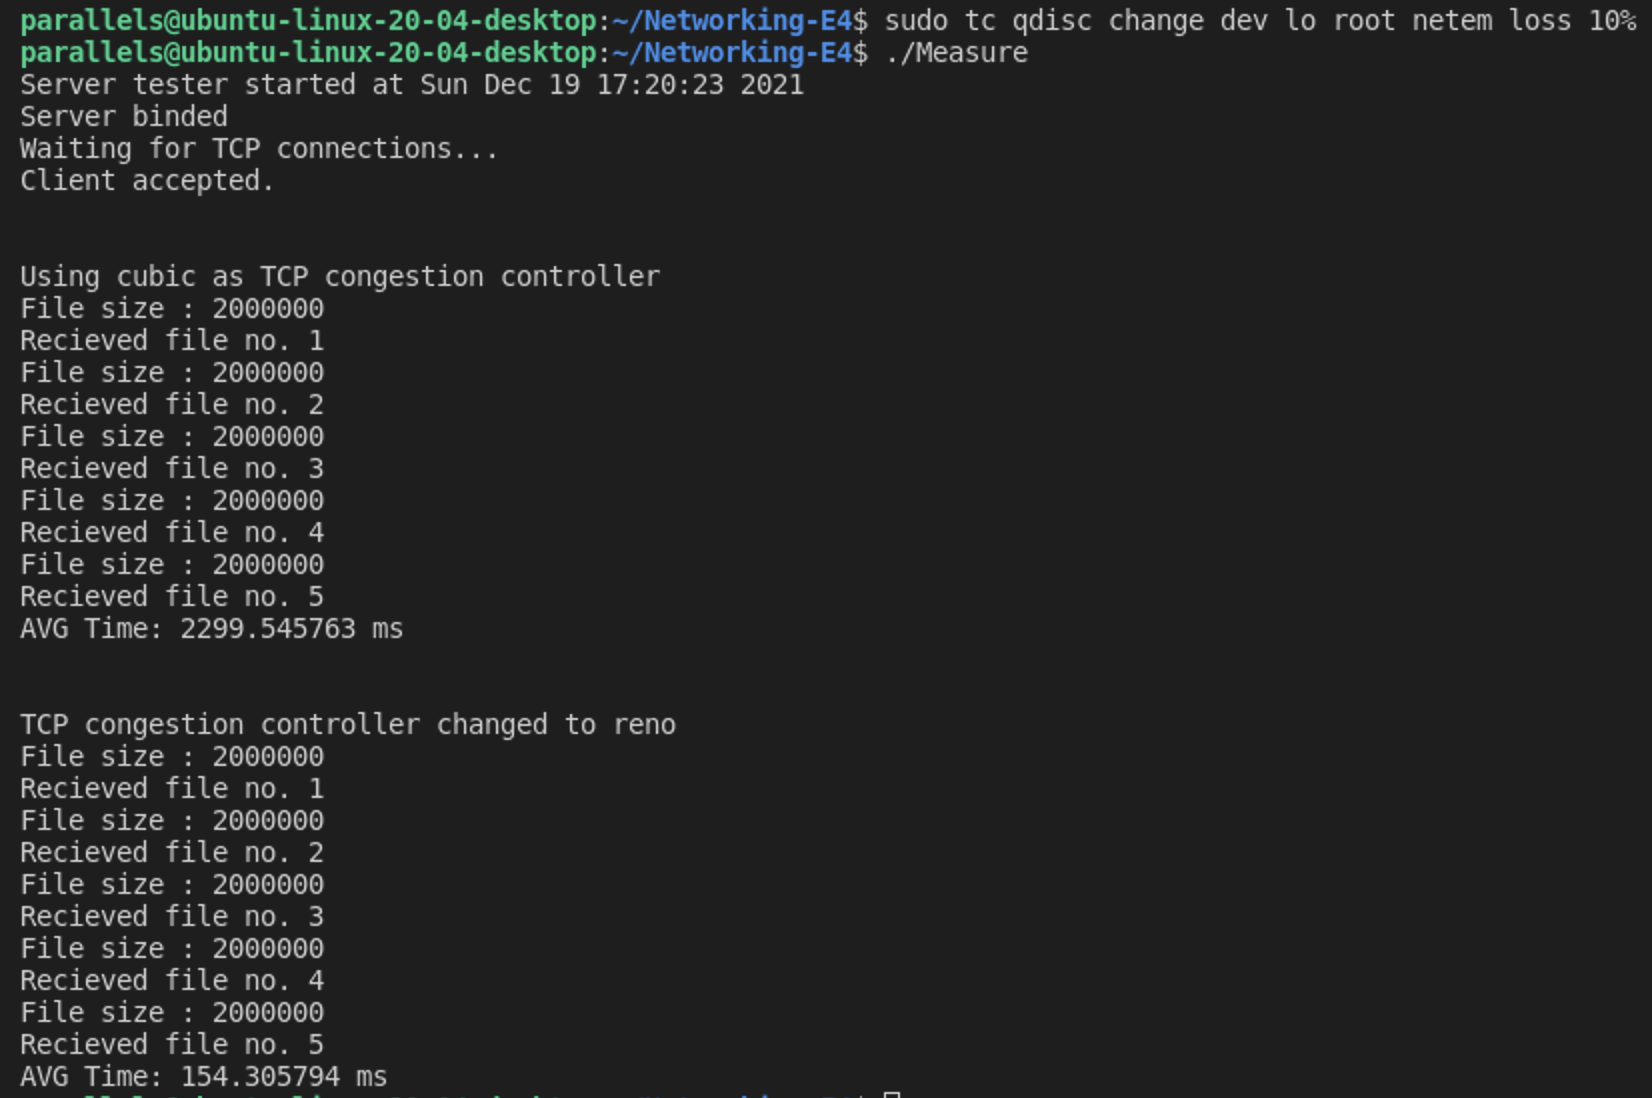 parallels@ubuntu-linux-20-04-desktop:~/Networking-E4$ sudo tc qdisc change dev lo root netem loss 10%
parallels@ubuntu-linux-20-04-desktop:~/Networking-E4$ ./Measure
Server tester started at Sun Dec 19 17:20:23 2021
Server binded
Waiting for TCP connections...
Client accepted.
Using cubic as TCP congestion controller
File size : 2000000
Recieved file no. 1
File size : 2000000
Recieved file no. 2
File size : 2000000
Recieved file no. 3
File size : 2000000
Recieved file no. 4
File size : 2000000
Recieved file no. 5
AVG Time: 2299.545763 ms
TCP congestion controller changed to reno
File size : 2000000
Recieved file no. 1
File size : 2000000
Recieved file no. 2
File size : 2000000
Recieved file no. 3
File size : 2000000
Recieved file no. 4
File size : 2000000
Recieved file no. 5
AVG Time: 154.305794 ms